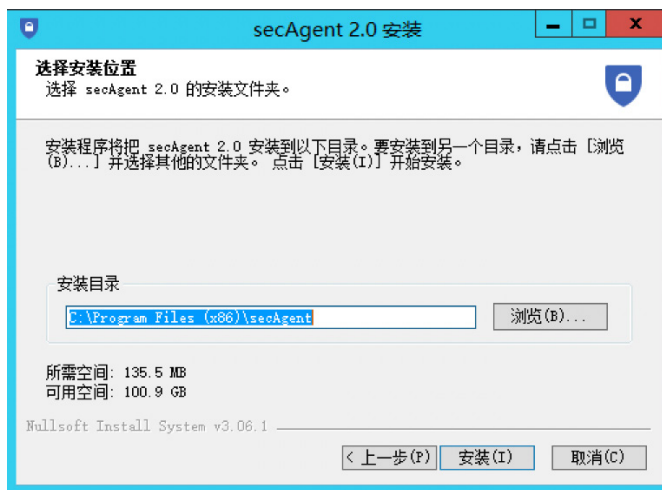 secAgent 2.0 安装
选择安装位置
选择 secAgent 2.0 的安装文件夹。
安装程序将把 secAgent 2.0 安装到以下目录。要安装到另一个目录，请点击 [浏览
(B)...] 并选择其他的文件夹。 点击 [安装(I)] 开始安装。
安装目录
C:\Program Files (x86)\secAgent
浏览(B)...
所需空间: 135.5 MB
可用空间: 100.9 GB
Nullsoft Install System v3.06.1
< 上一步(P) 安装(I) 取消(C)